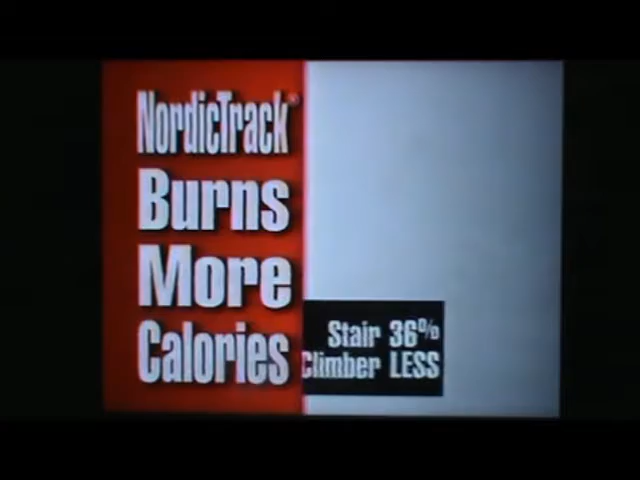 NordicTrack®
Burns
More
Calories
Stair 36%
Climber LESS